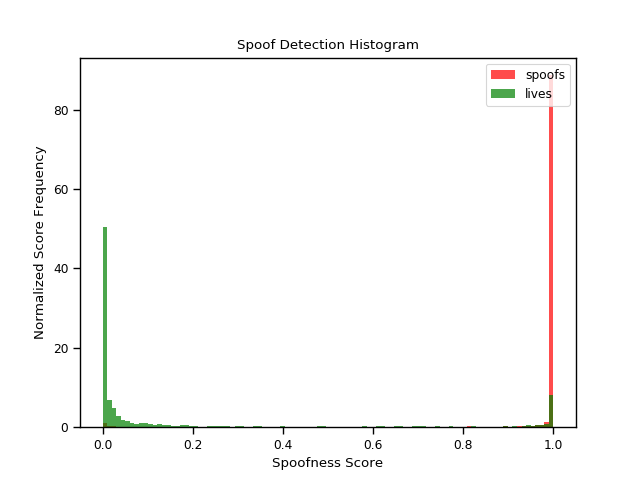 Spoof Detection Histogram
spoofs
lives
Normalized Score Frequency
80
60
40
20
0
0.0 0.2 0.4 0.6 0.8 1.0
Spoofness Score